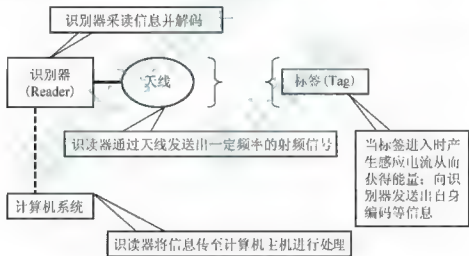 识别器采读信息并解码
识别器
(Reader)
天线
标签(Tag)
识读器通过天线发送出一定频率的射频信号
当标签进入时产
生感应电流从而
获得能量；向识
别器发送出自身
编码等信息
计算机系统
识读器将信息传至计算机主机进行处理